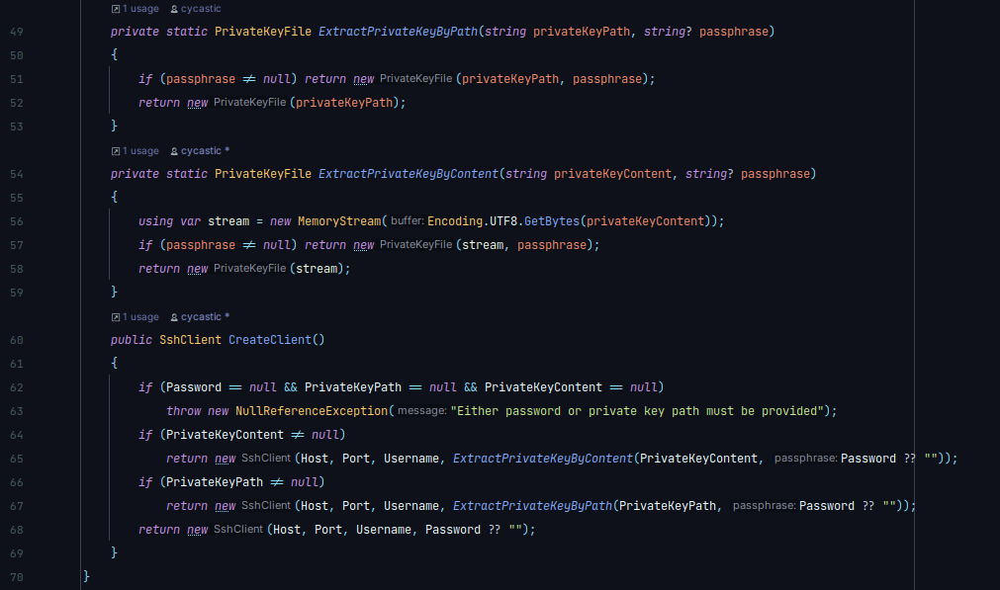 1 usage cycastic
49 private static PrivateKeyFile ExtractPrivateKeyByPath(string privateKeyPath, string? passphrase)
50 {
51 if (passphrase ≠ null) return new PrivateKeyFile (privateKeyPath, passphrase);
52 return new PrivateKeyFile (privateKeyPath);
53 }
1 usage cycastic *
54 private static PrivateKeyFile ExtractPrivateKeyByContent(string privateKeyContent, string? passphrase)
55 {
56 using var stream = new MemoryStream( buffer: Encoding.UTF8.GetBytes(privateKeyContent));
57 if (passphrase ≠ null) return new PrivateKeyFile (stream, passphrase);
58 return new PrivateKeyFile (stream);
59 }
1 usage cycastic *
60 public SshClient CreateClient()
61 {
62 if (Password == null && PrivateKeyPath == null && PrivateKeyContent == null)
63 throw new NullReferenceException( message: "Either password or private key path must be provided");
64 if (PrivateKeyContent ≠ null)
65 return new SshClient (Host, Port, Username, ExtractPrivateKeyByContent(PrivateKeyContent, passphrase: Password ?? ""));
66 if (PrivateKeyPath ≠ null)
67 return new SshClient (Host, Port, Username, ExtractPrivateKeyByPath(PrivateKeyPath, passphrase: Password ?? ""));
68 return new SshClient (Host, Port, Username, Password ?? "");
69 }
70 }